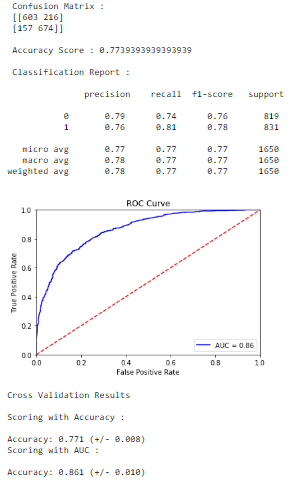 Confusion Matrix :
[[603 216]
[157 674]]
Accuracy Score : 0.7739393939393939
Classification Report :
precision recall f1-score support
0 0.79 0.74 0.76 819
1 0.76 0.81 0.78 831
micro avg 0.77 0.77 0.77 1650
macro avg 0.78 0.77 0.77 1650
weighted avg 0.78 0.77 0.77 1650
ROC Curve
1.0
0.8
0.6
0.4
0.2
0.0
True Positive Rate
AUC = 0.86
0.0 0.2 0.4 0.6 0.8 1.0
False Positive Rate
Cross Validation Results
Scoring with Accuracy :
Accuracy: 0.771 (+/- 0.008)
Scoring with AUC :
Accuracy: 0.861 (+/- 0.010)